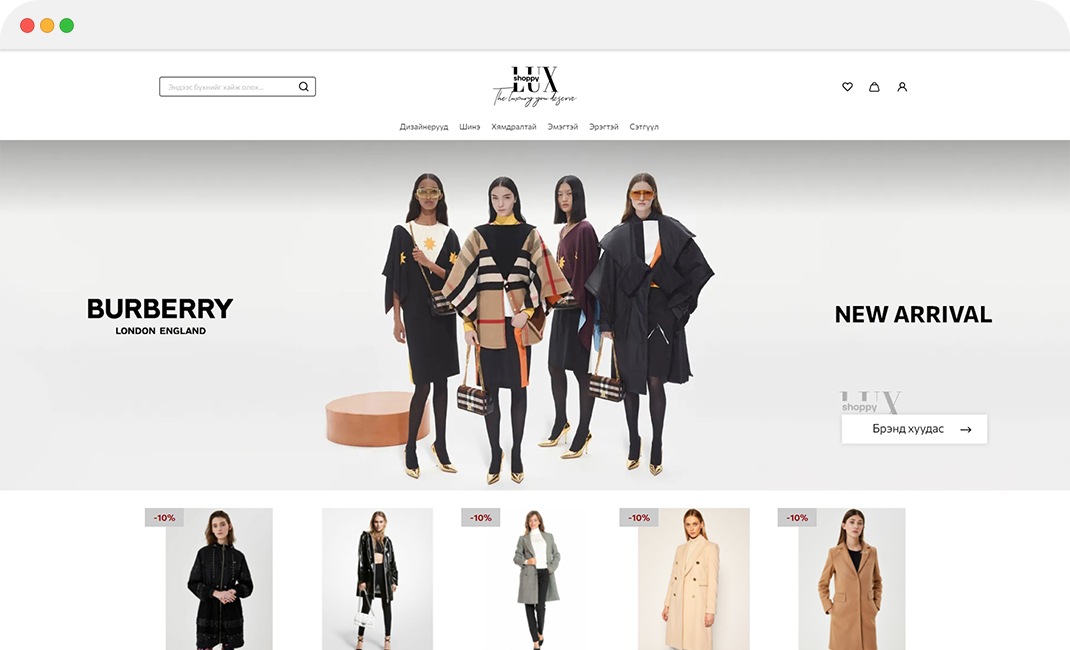 Эндээс бүхнийг хайж олох...
LUX
shoppy
LUX
The luxury you deserve
Дизайнерууд Шинэ Хямдралтай Эмэгтэй Эрэгтэй Сэтгүүл
BURBERRY
LONDON ENGLAND
NEW ARRIVAL
LUX
shoppy
Брэнд хуудас →
-10% -10% -10% -10%